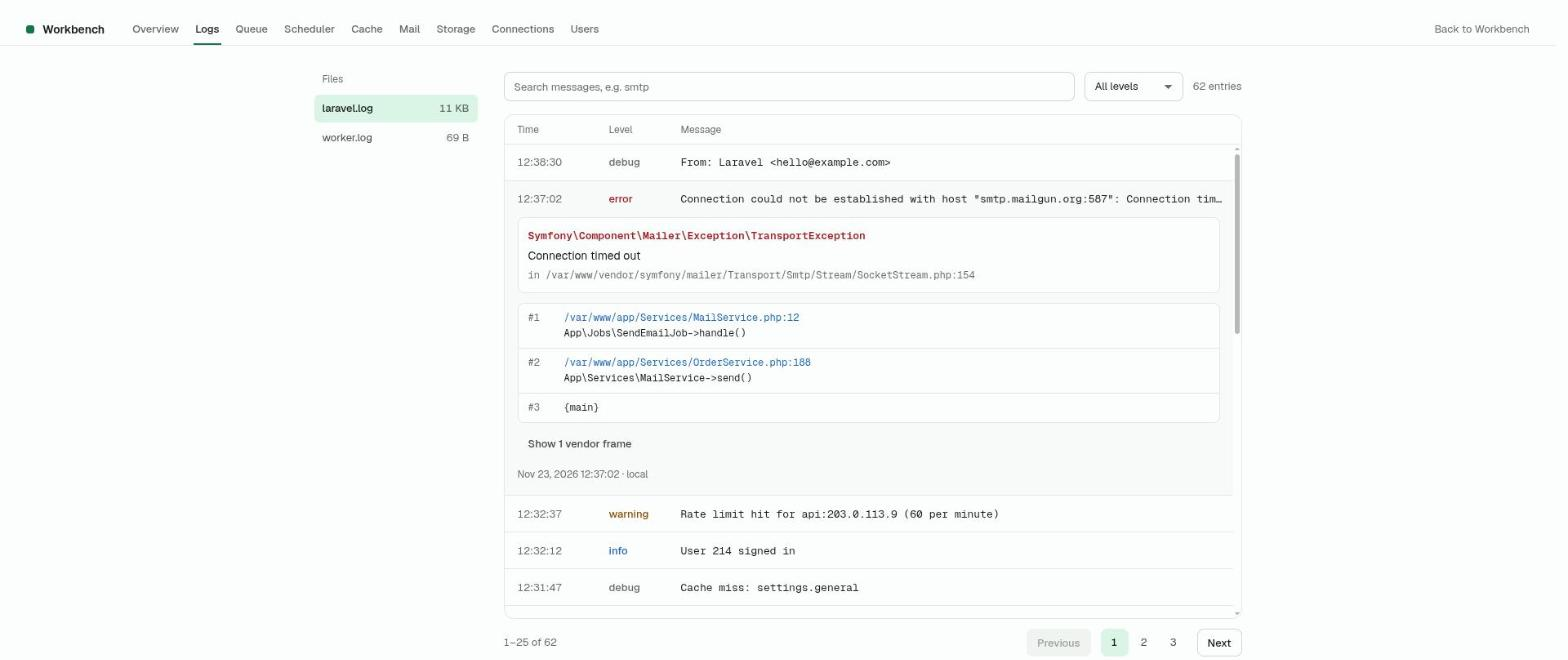 Workbench Overview Logs Queue Scheduler Cache Mail Storage Connections Users Back to Workbench
Files
laravel.log 11 KB
worker.log 69 B
Search messages, e.g. smtp All levels 62 entries
Time Level Message
12:38:30 debug From: Laravel <hello@example.com>
12:37:02 error Connection could not be established with host "smtp.mailgun.org:587": Connection tim…
Symfony\Component\Mailer\Exception\TransportException
Connection timed out
in /var/www/vendor/symfony/mailer/Transport/Smtp/Stream/SocketStream.php:154
#1 /var/www/app/Services/MailService.php:12
App\Jobs\SendEmailJob->handle()
#2 /var/www/app/Services/OrderService.php:188
App\Services\MailService->send()
#3 {main}
Show 1 vendor frame
Nov 23, 2026 12:37:02 · local
12:32:37 warning Rate limit hit for api:203.0.113.9 (60 per minute)
12:32:12 info User 214 signed in
12:31:47 debug Cache miss: settings.general
1–25 of 62 Previous 1 2 3 Next